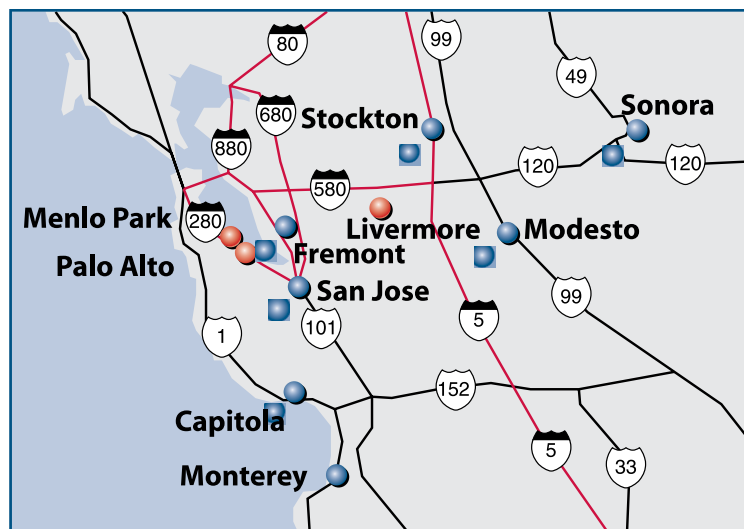 80
99
49
680
Stockton
Sonora
880
120
120
580
Menlo Park
280
Livermore
Modesto
Palo Alto
Fremont
San Jose
99
1
101
5
152
Capitola
5
33
Monterey